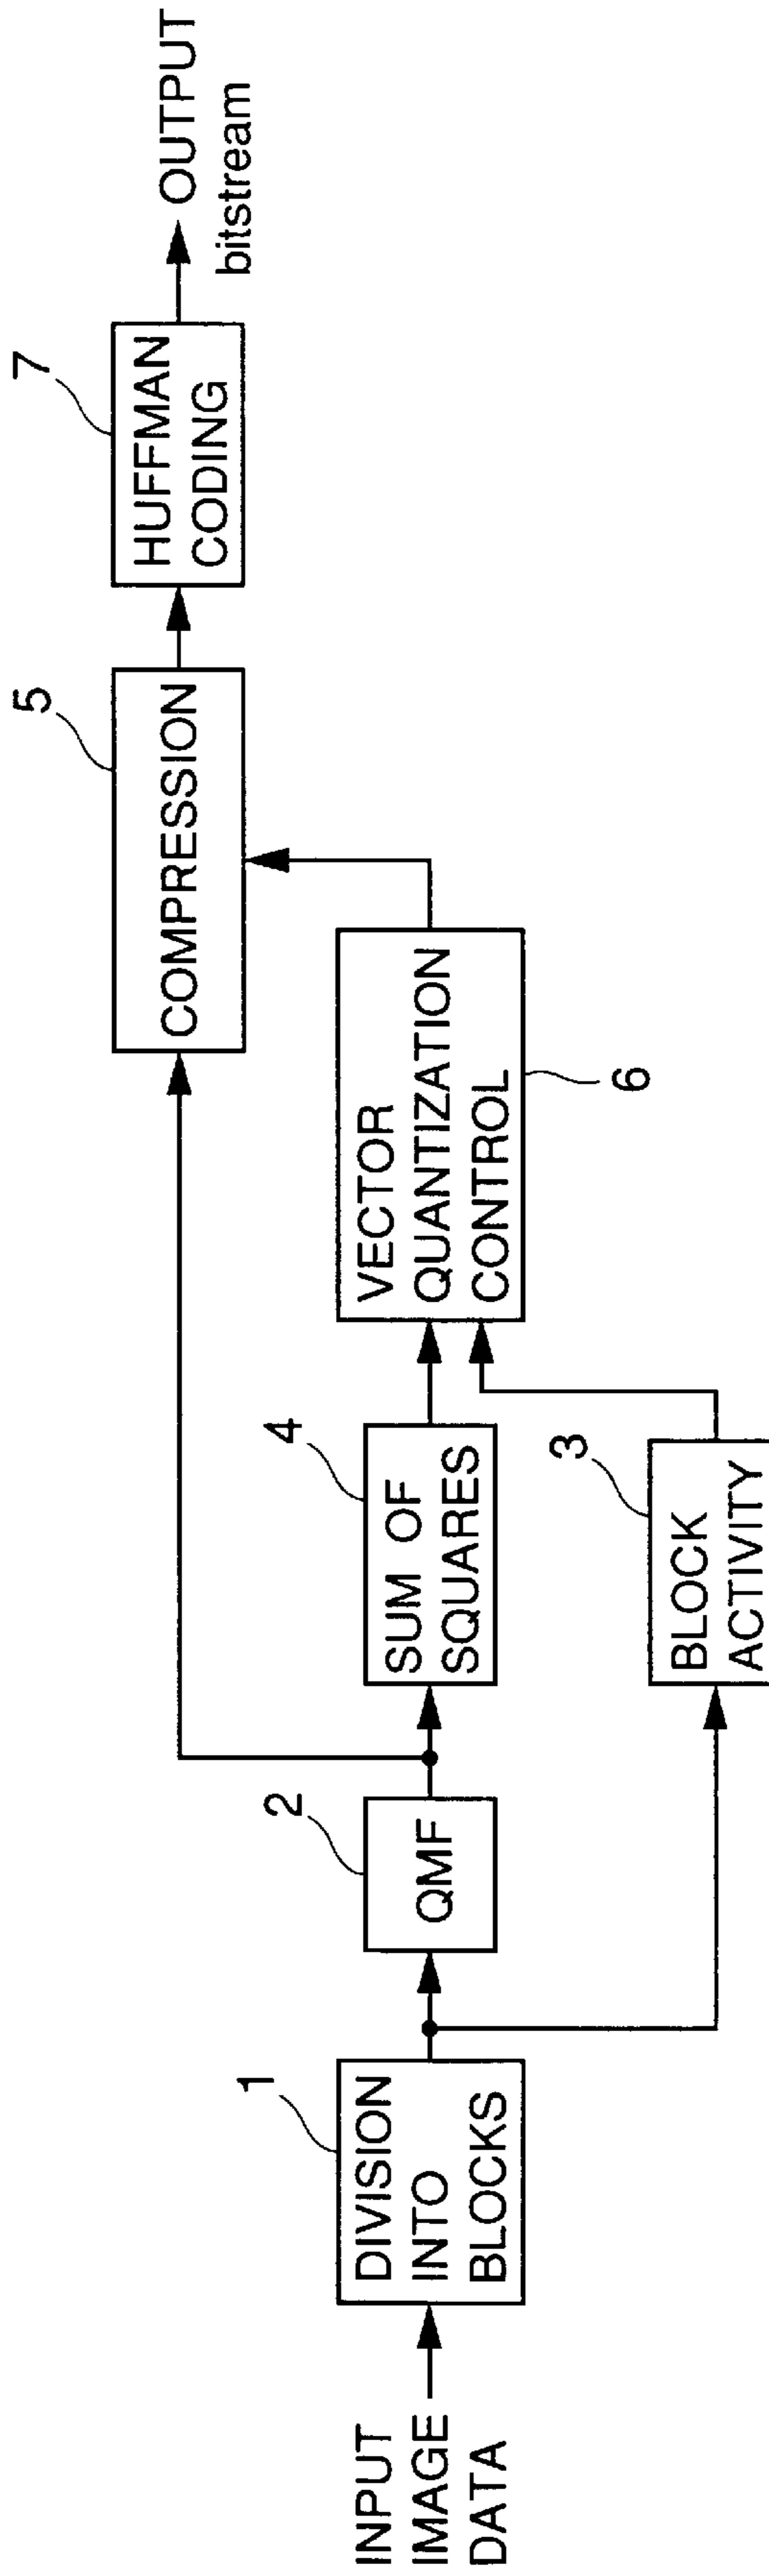 INPUT
IMAGE
DATA
1
DIVISION
INTO
BLOCKS
2
QMF
4
SUM OF
SQUARES
3
BLOCK
ACTIVITY
VECTOR
QUANTIZATION
CONTROL
6
5
COMPRESSION
7
HUFFMAN
CODING
OUTPUT
bitstream